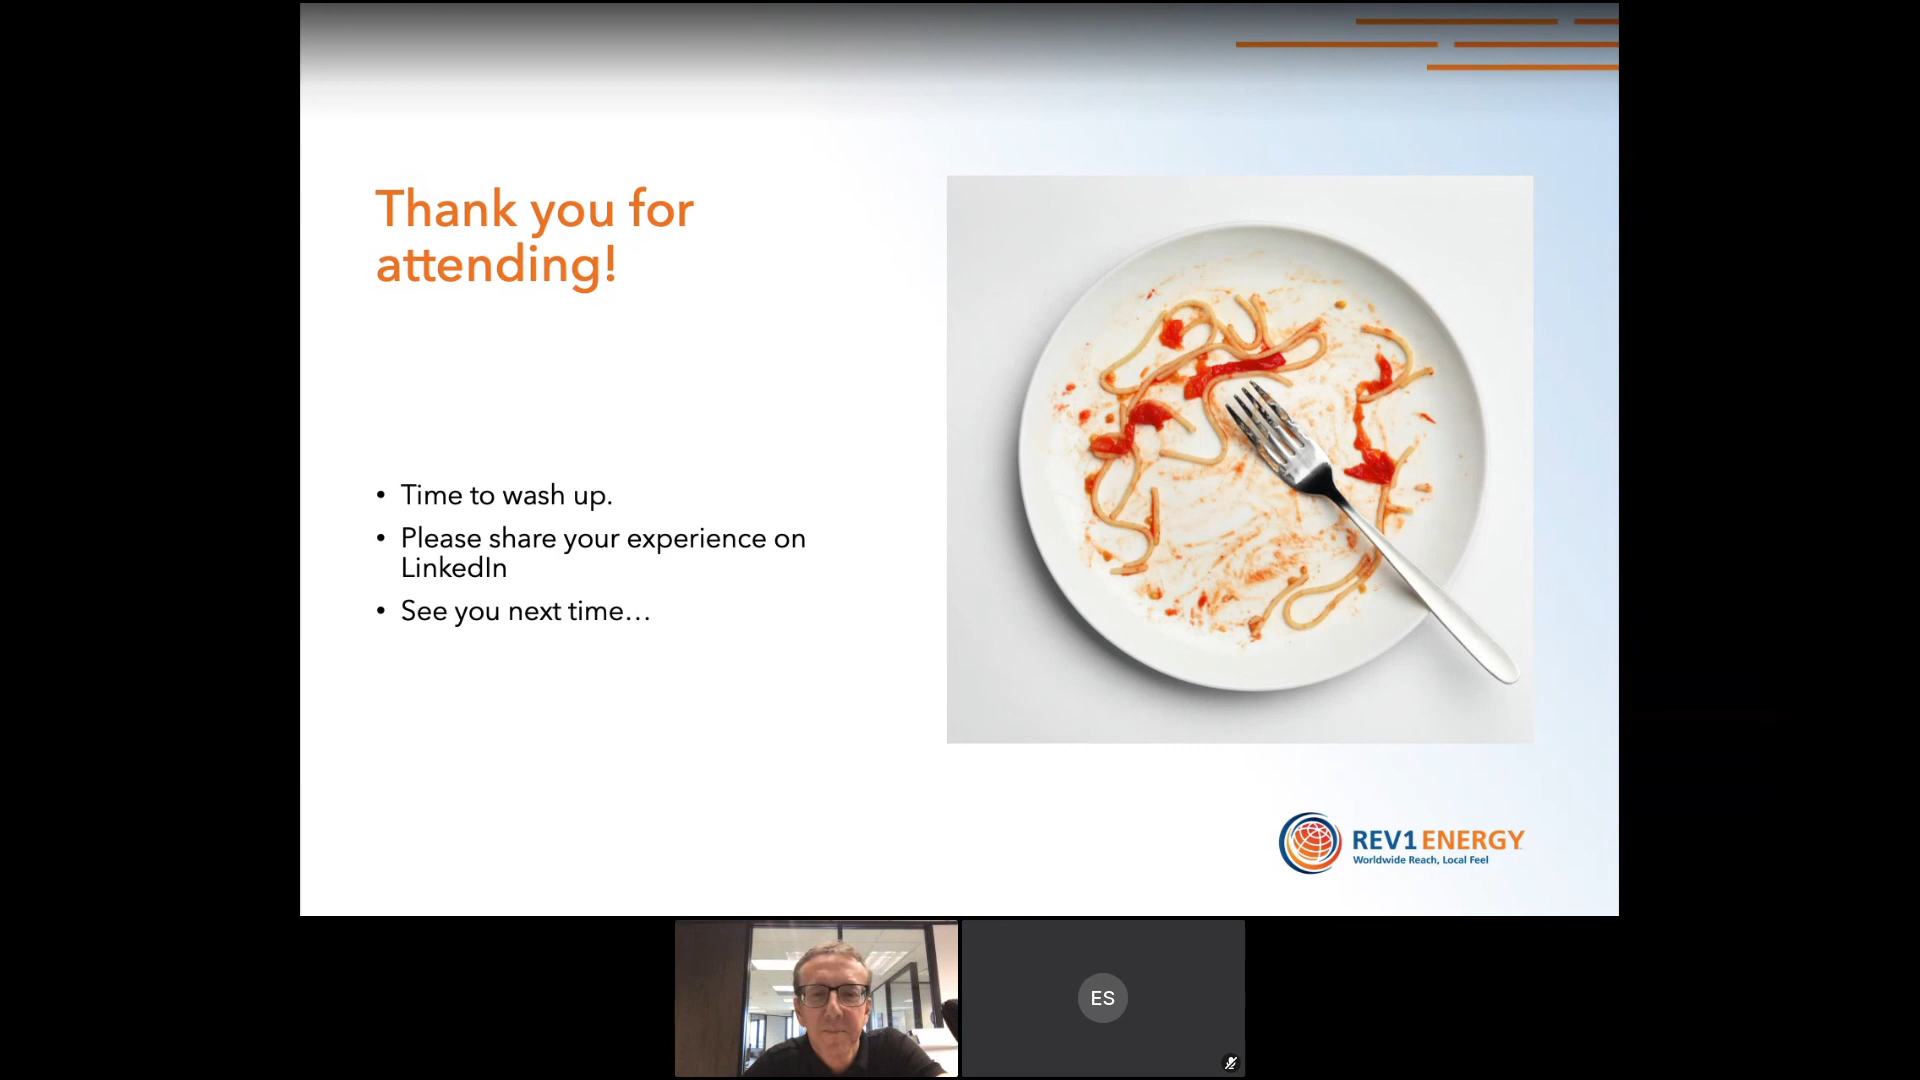 Thank you for
attending!
• Time to wash up.
• Please share your experience on
LinkedIn
• See you next time…
REV1 ENERGY
Worldwide Reach, Local Feel
ES